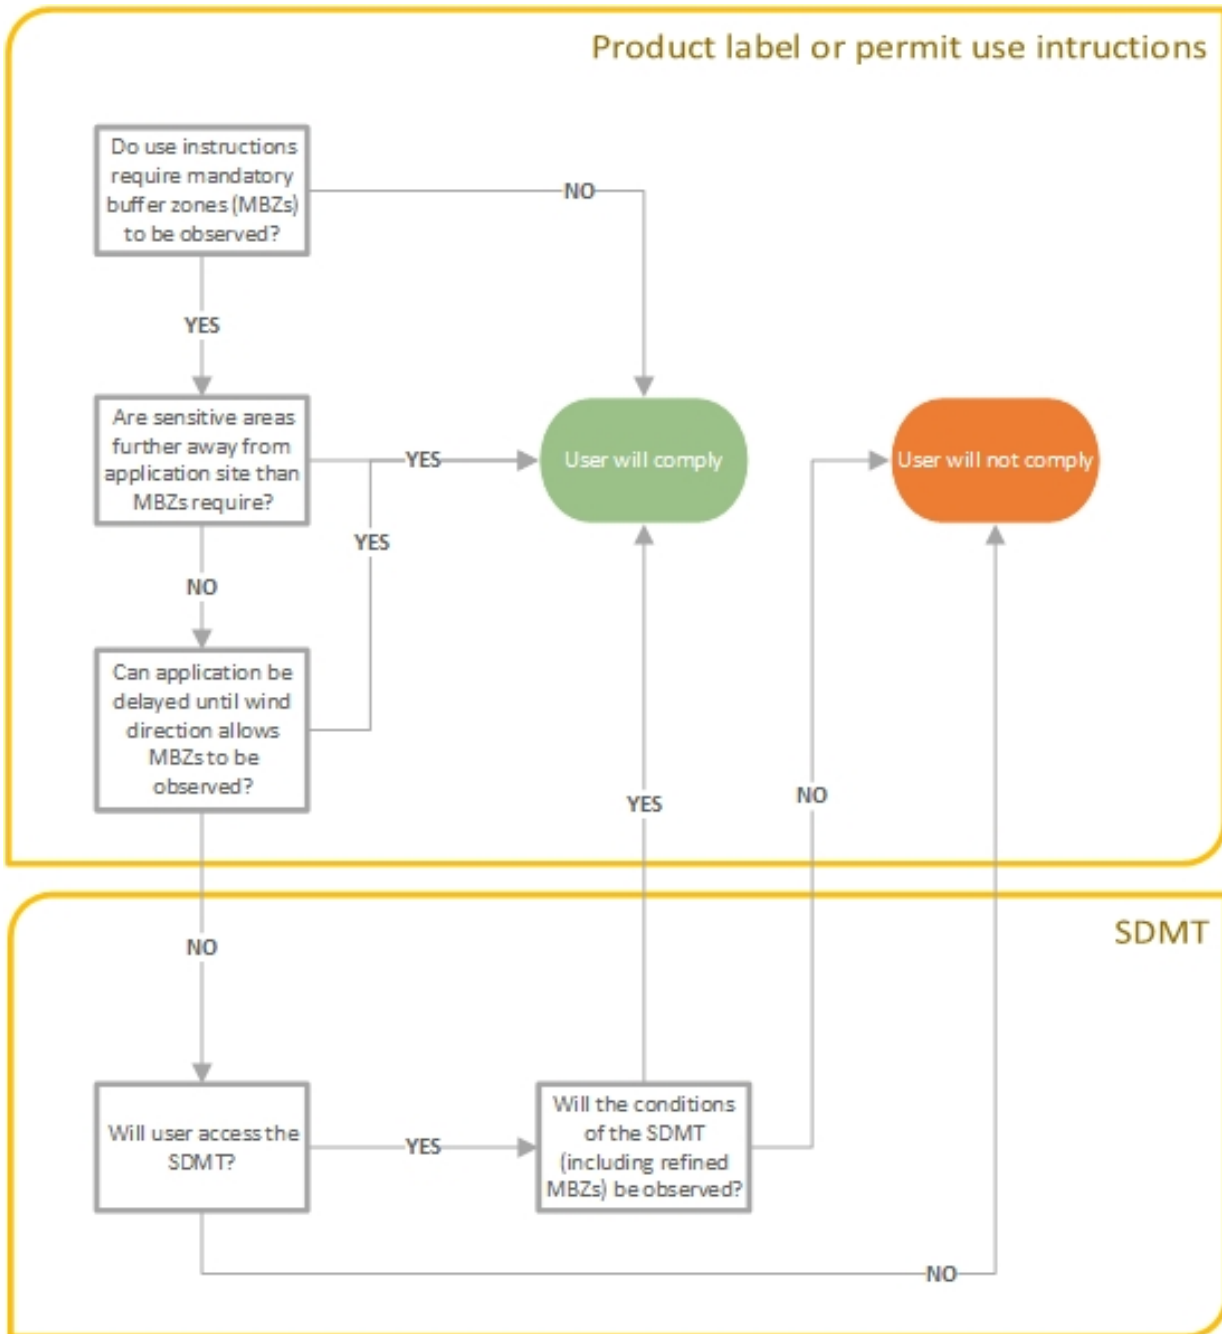 Product label or permit use intructions
Do use instructions
require mandatory
buffer zones (MBZs)
to be observed?
NO
YES
Are sensitive areas
further away from
application site than
MBZs require?
YES
User will comply
User will not comply
YES
NO
Can application be
delayed until wind
direction allows
MBZs to be
observed?
YES
NO
SDMT
NO
Will user access the
SDMT?
YES
Will the conditions
of the SDMT
(including refined
MBZs) be observed?
NO